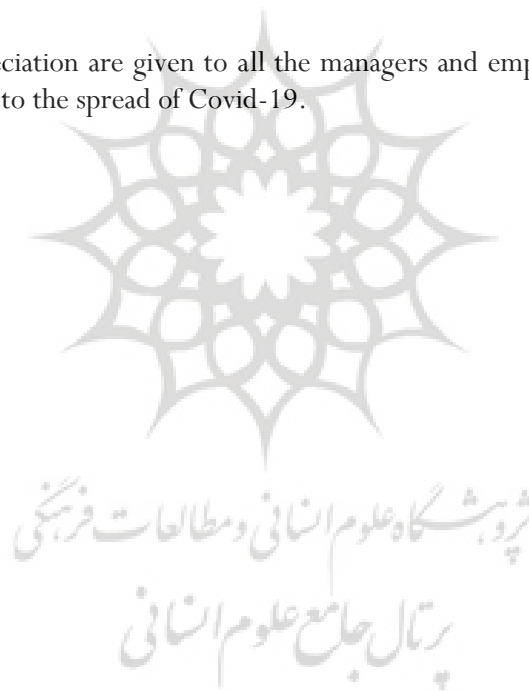 ciation are given to all the managers and emp
to the spread of Covid-19.
پژوهشگاه علوم انسانی و مطالعات فرهنگی
پرتال جامع علوم انسانی